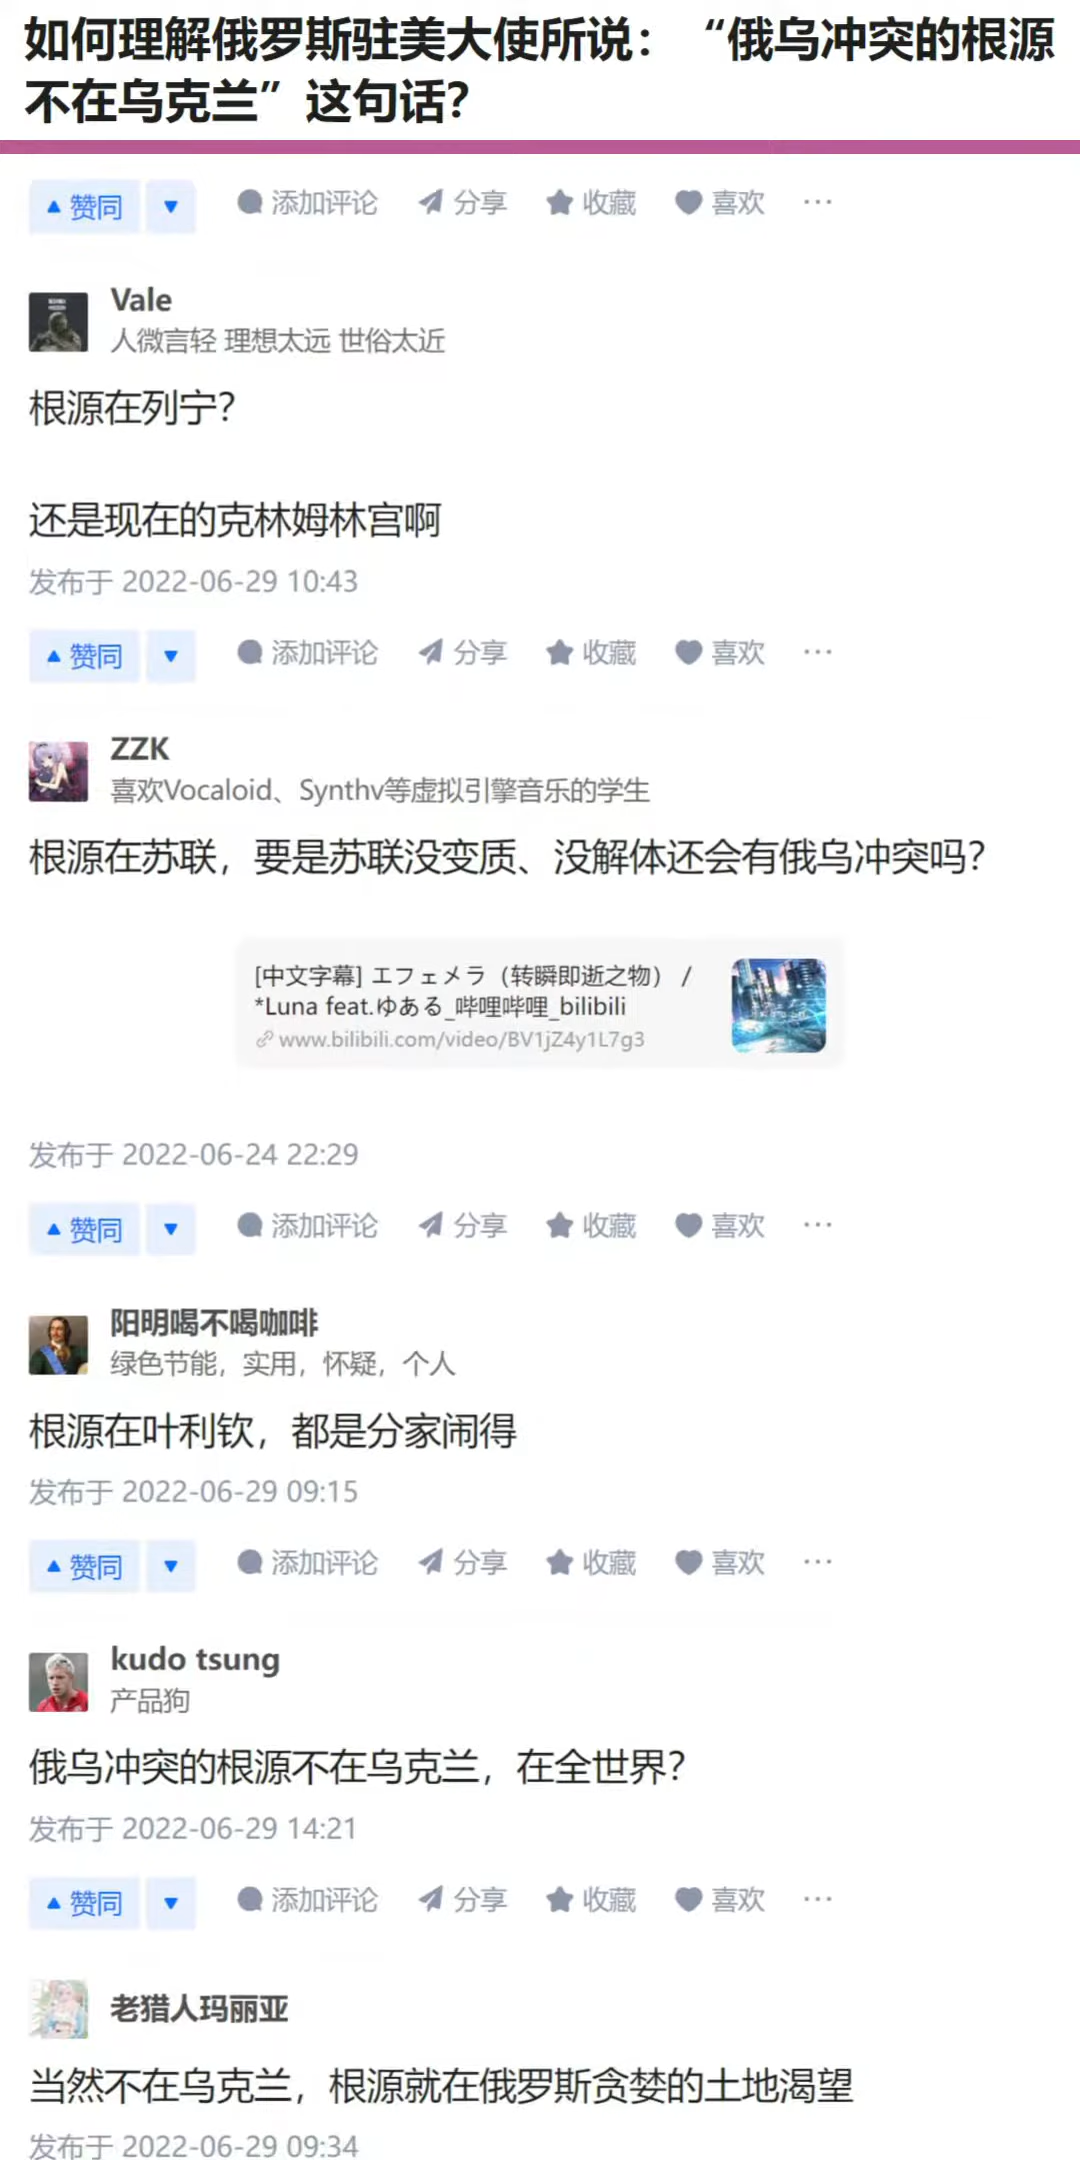 如何理解俄罗斯驻美大使所说：“俄乌冲突的根源
不在乌克兰”这句话？
▲ 赞同 ▼ 添加评论 分享 收藏 喜欢 ···
Vale
人微言轻 理想太远 世俗太近
根源在列宁？
还是现在的克林姆林宫啊
发布于 2022-06-29 10:43
▲ 赞同 ▼ 添加评论 分享 收藏 喜欢 ···
ZZK
喜欢Vocaloid、Synthv等虚拟引擎音乐的学生
根源在苏联，要是苏联没变质、没解体还会有俄乌冲突吗？
[中文字幕] エフェメラ（转瞬即逝之物） /
*Luna feat.ゆある_哔哩哔哩_bilibili
www.bilibili.com/video/BV1jZ4y1L7g3
发布于 2022-06-24 22:29
▲ 赞同 ▼ 添加评论 分享 收藏 喜欢 ···
阳明喝不喝咖啡
绿色节能，实用，怀疑，个人
根源在叶利钦，都是分家闹得
发布于 2022-06-29 09:15
▲ 赞同 ▼ 添加评论 分享 收藏 喜欢 ···
kudo tsung
产品狗
俄乌冲突的根源不在乌克兰，在全世界？
发布于 2022-06-29 14:21
▲ 赞同 ▼ 添加评论 分享 收藏 喜欢 ···
老猎人玛丽亚
当然不在乌克兰，根源就在俄罗斯贪婪的土地渴望
发布于 2022-06-29 09:34